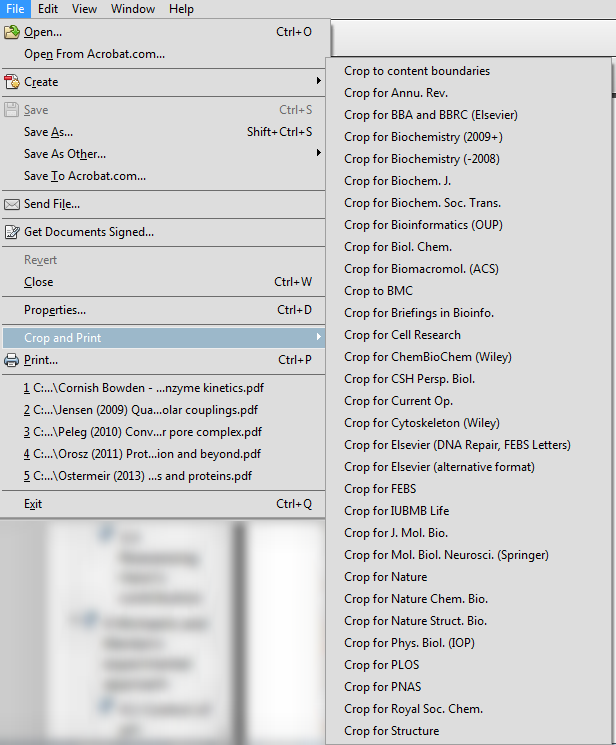 File Edit View Window Help
Open... Ctrl+O
Open From Acrobat.com...
Create
Save Ctrl+S
Save As... Shift+Ctrl+S
Save As Other...
Save To Acrobat.com...
Send File...
Get Documents Signed...
Revert
Close Ctrl+W
Properties... Ctrl+D
Crop and Print
Print... Ctrl+P
1 C:...\Cornish Bowden - ...nzyme kinetics.pdf
2 C:...\Jensen (2009) Qua...olar couplings.pdf
3 C:...\Peleg (2010) Conv...r pore complex.pdf
4 C:...\Orosz (2011) Prot...ion and beyond.pdf
5 C:...\Ostermeir (2013) ...s and proteins.pdf
Exit Ctrl+Q
Crop to content boundaries
Crop for Annu. Rev.
Crop for BBA and BBRC (Elsevier)
Crop for Biochemistry (2009+)
Crop for Biochemistry (-2008)
Crop for Biochem. J.
Crop for Biochem. Soc. Trans.
Crop for Bioinformatics (OUP)
Crop for Biol. Chem.
Crop for Biomacromol. (ACS)
Crop to BMC
Crop for Briefings in Bioinfo.
Crop for Cell Research
Crop for ChemBioChem (Wiley)
Crop for CSH Persp. Biol.
Crop for Current Op.
Crop for Cytoskeleton (Wiley)
Crop for Elsevier (DNA Repair, FEBS Letters)
Crop for Elsevier (alternative format)
Crop for FEBS
Crop for IUBMB Life
Crop for J. Mol. Bio.
Crop for Mol. Biol. Neurosci. (Springer)
Crop for Nature
Crop for Nature Chem. Bio.
Crop for Nature Struct. Bio.
Crop for Phys. Biol. (IOP)
Crop for PLOS
Crop for PNAS
Crop for Royal Soc. Chem.
Crop for Structure